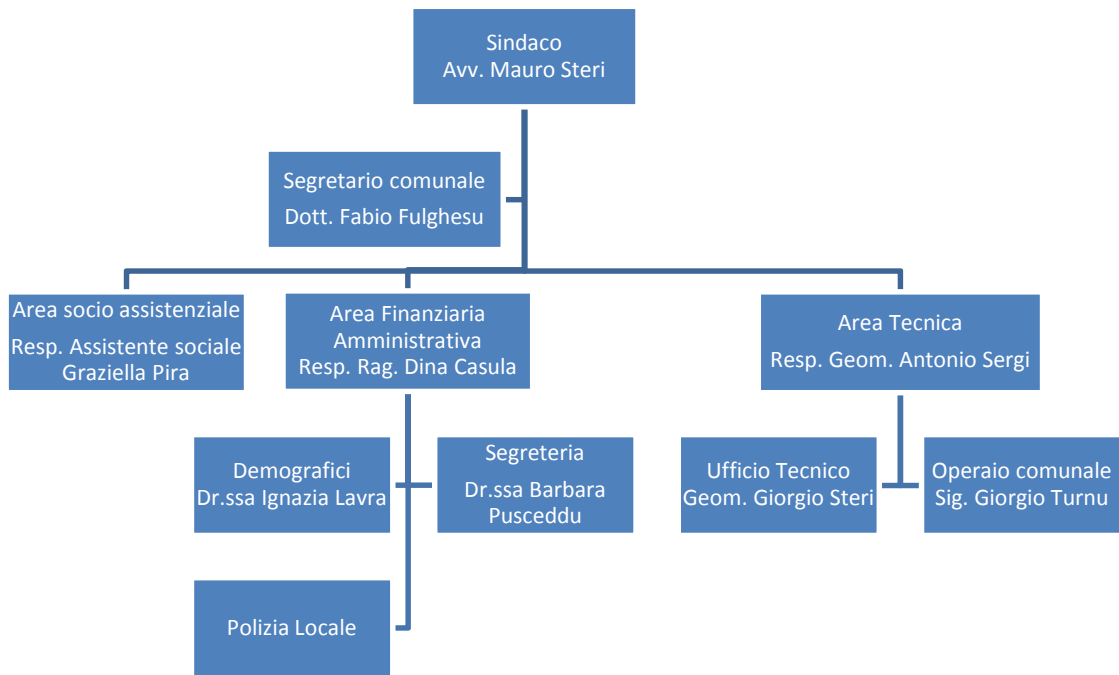 Sindaco
Avv. Mauro Steri
Segretario comunale
Dott. Fabio Fulghesu
Area socio assistenziale
Resp. Assistente sociale
Graziella Pira
Area Finanziaria
Amministrativa
Resp. Rag. Dina Casula
Area Tecnica
Resp. Geom. Antonio Sergi
Demografici
Dr.ssa Ignazia Lavra
Segreteria
Dr.ssa Barbara
Pusceddu
Ufficio Tecnico
Geom. Giorgio Steri
Operaio comunale
Sig. Giorgio Turnu
Polizia Locale